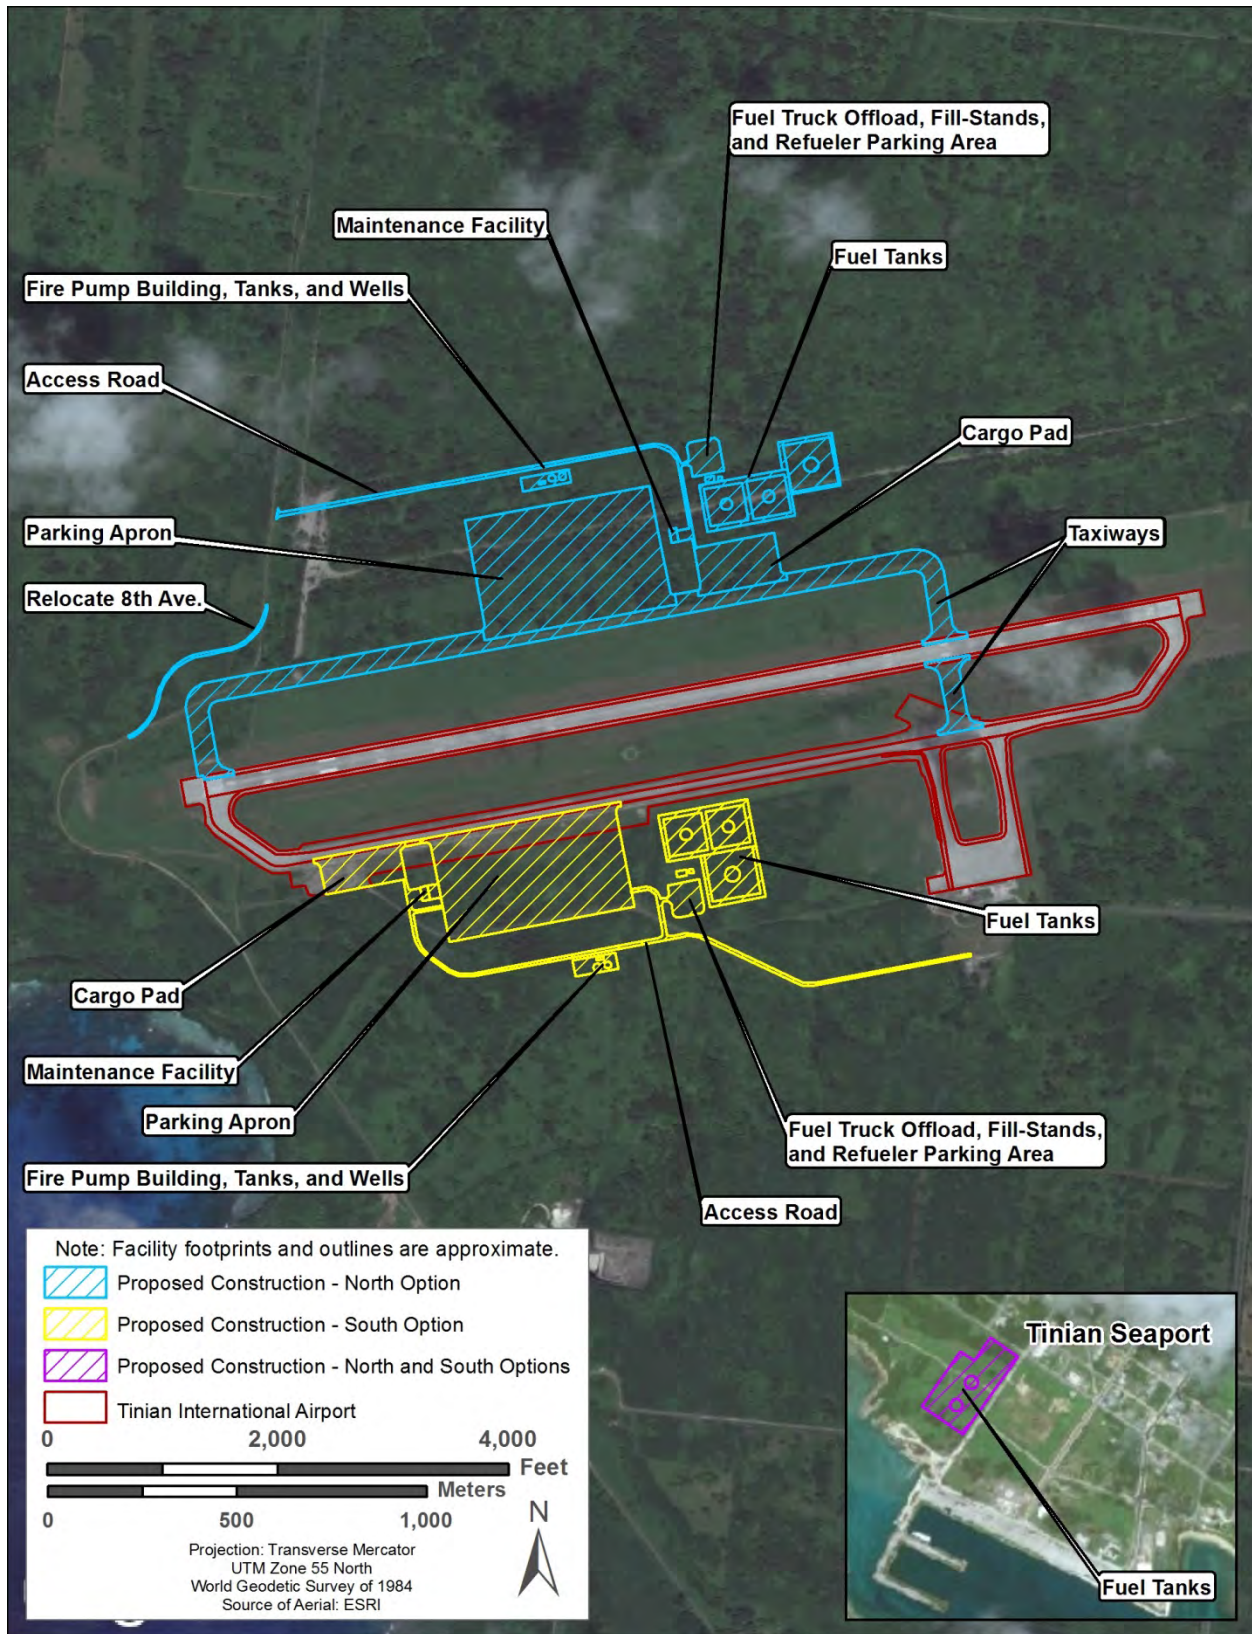 Fuel Truck Offload, Fill-Stands,
and Refueler Parking Area
Maintenance Facility
Fuel Tanks
Fire Pump Building, Tanks, and Wells
Access Road
Cargo Pad
Parking Apron
Taxiways
Relocate 8th Ave.
Fuel Tanks
Cargo Pad
Maintenance Facility
Parking Apron
Fuel Truck Offload, Fill-Stands,
and Refueler Parking Area
Fire Pump Building, Tanks, and Wells
Access Road
Note: Facility footprints and outlines are approximate.
Proposed Construction - North Option
Proposed Construction - South Option
Proposed Construction - North and South Options
Tinian International Airport
0 2,000 4,000
Feet
Meters
0 500 1,000
N
Projection: Transverse Mercator
UTM Zone 55 North
World Geodetic Survey of 1984
Source of Aerial: ESRI
Tinian Seaport
Fuel Tanks